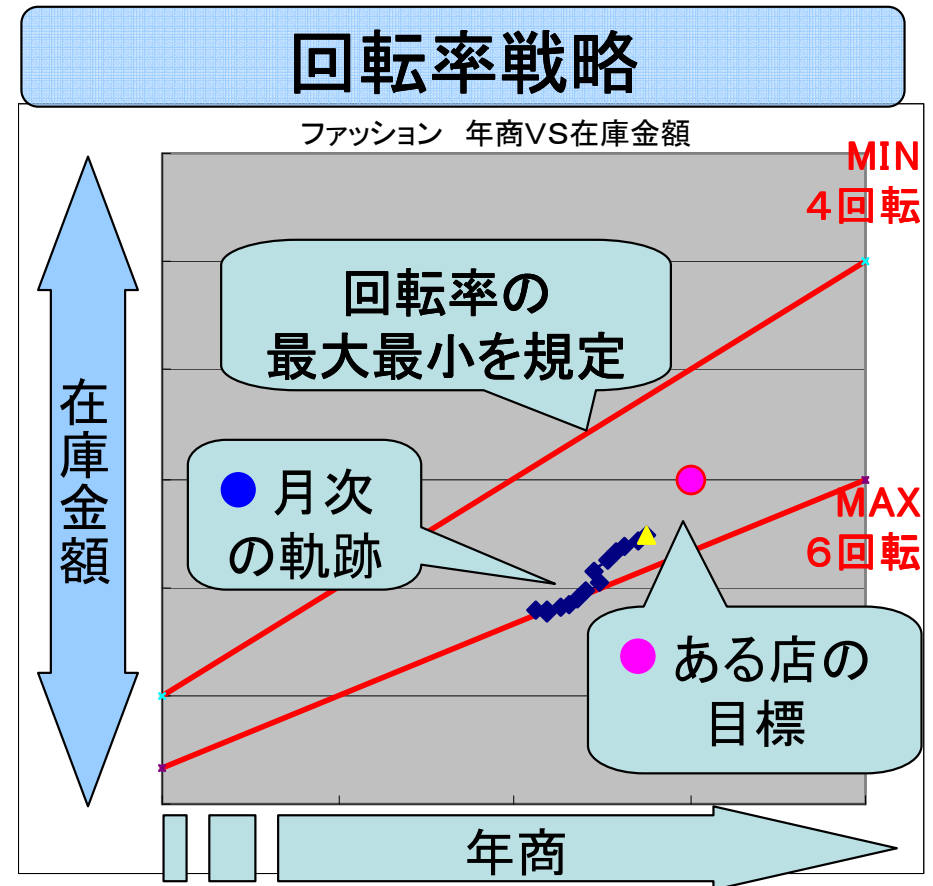 回転率戦略
ファッション 年商VS在庫金額
MIN
4回転
回転率の
最大最小を規定
在庫金額
●月次
の軌跡
MAX
6回転
●ある店の
目標
年商